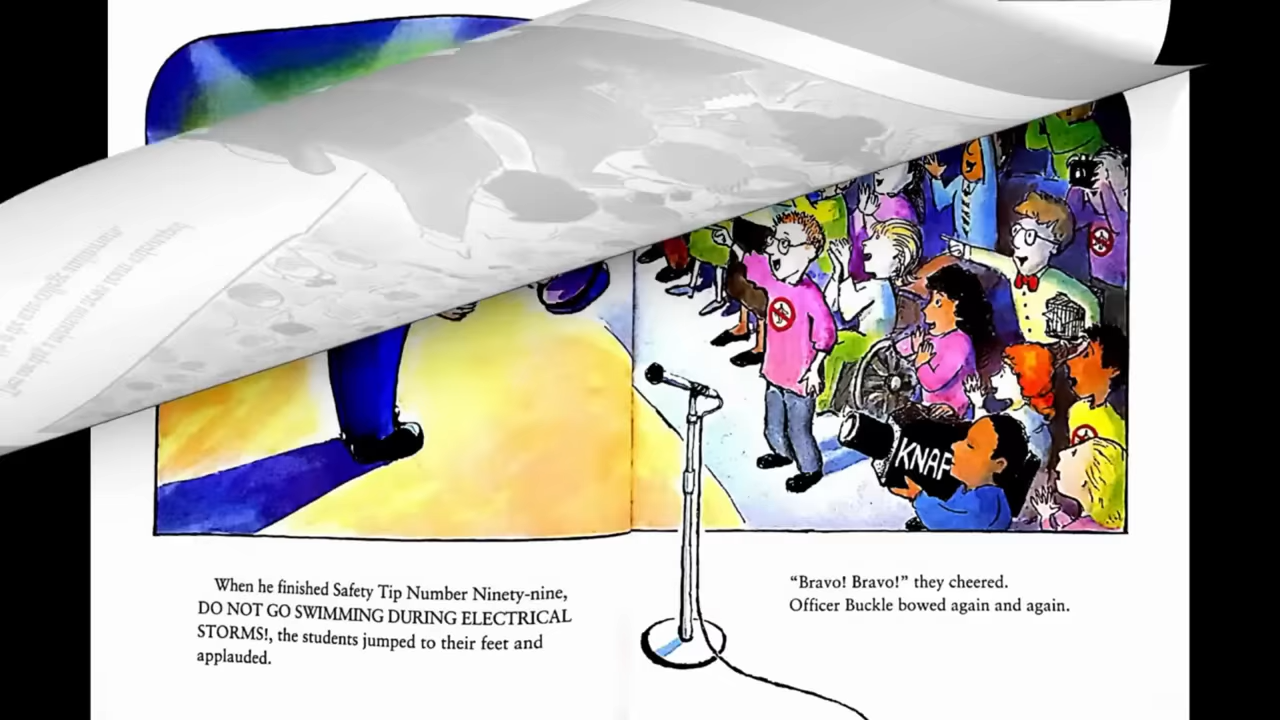 When he finished Safety Tip Number Ninety-nine,
DO NOT GO SWIMMING DURING ELECTRICAL
STORMS!, the students jumped to their feet and
applauded.
“Bravo! Bravo!” they cheered.
Officer Buckle bowed again and again.
KNAP